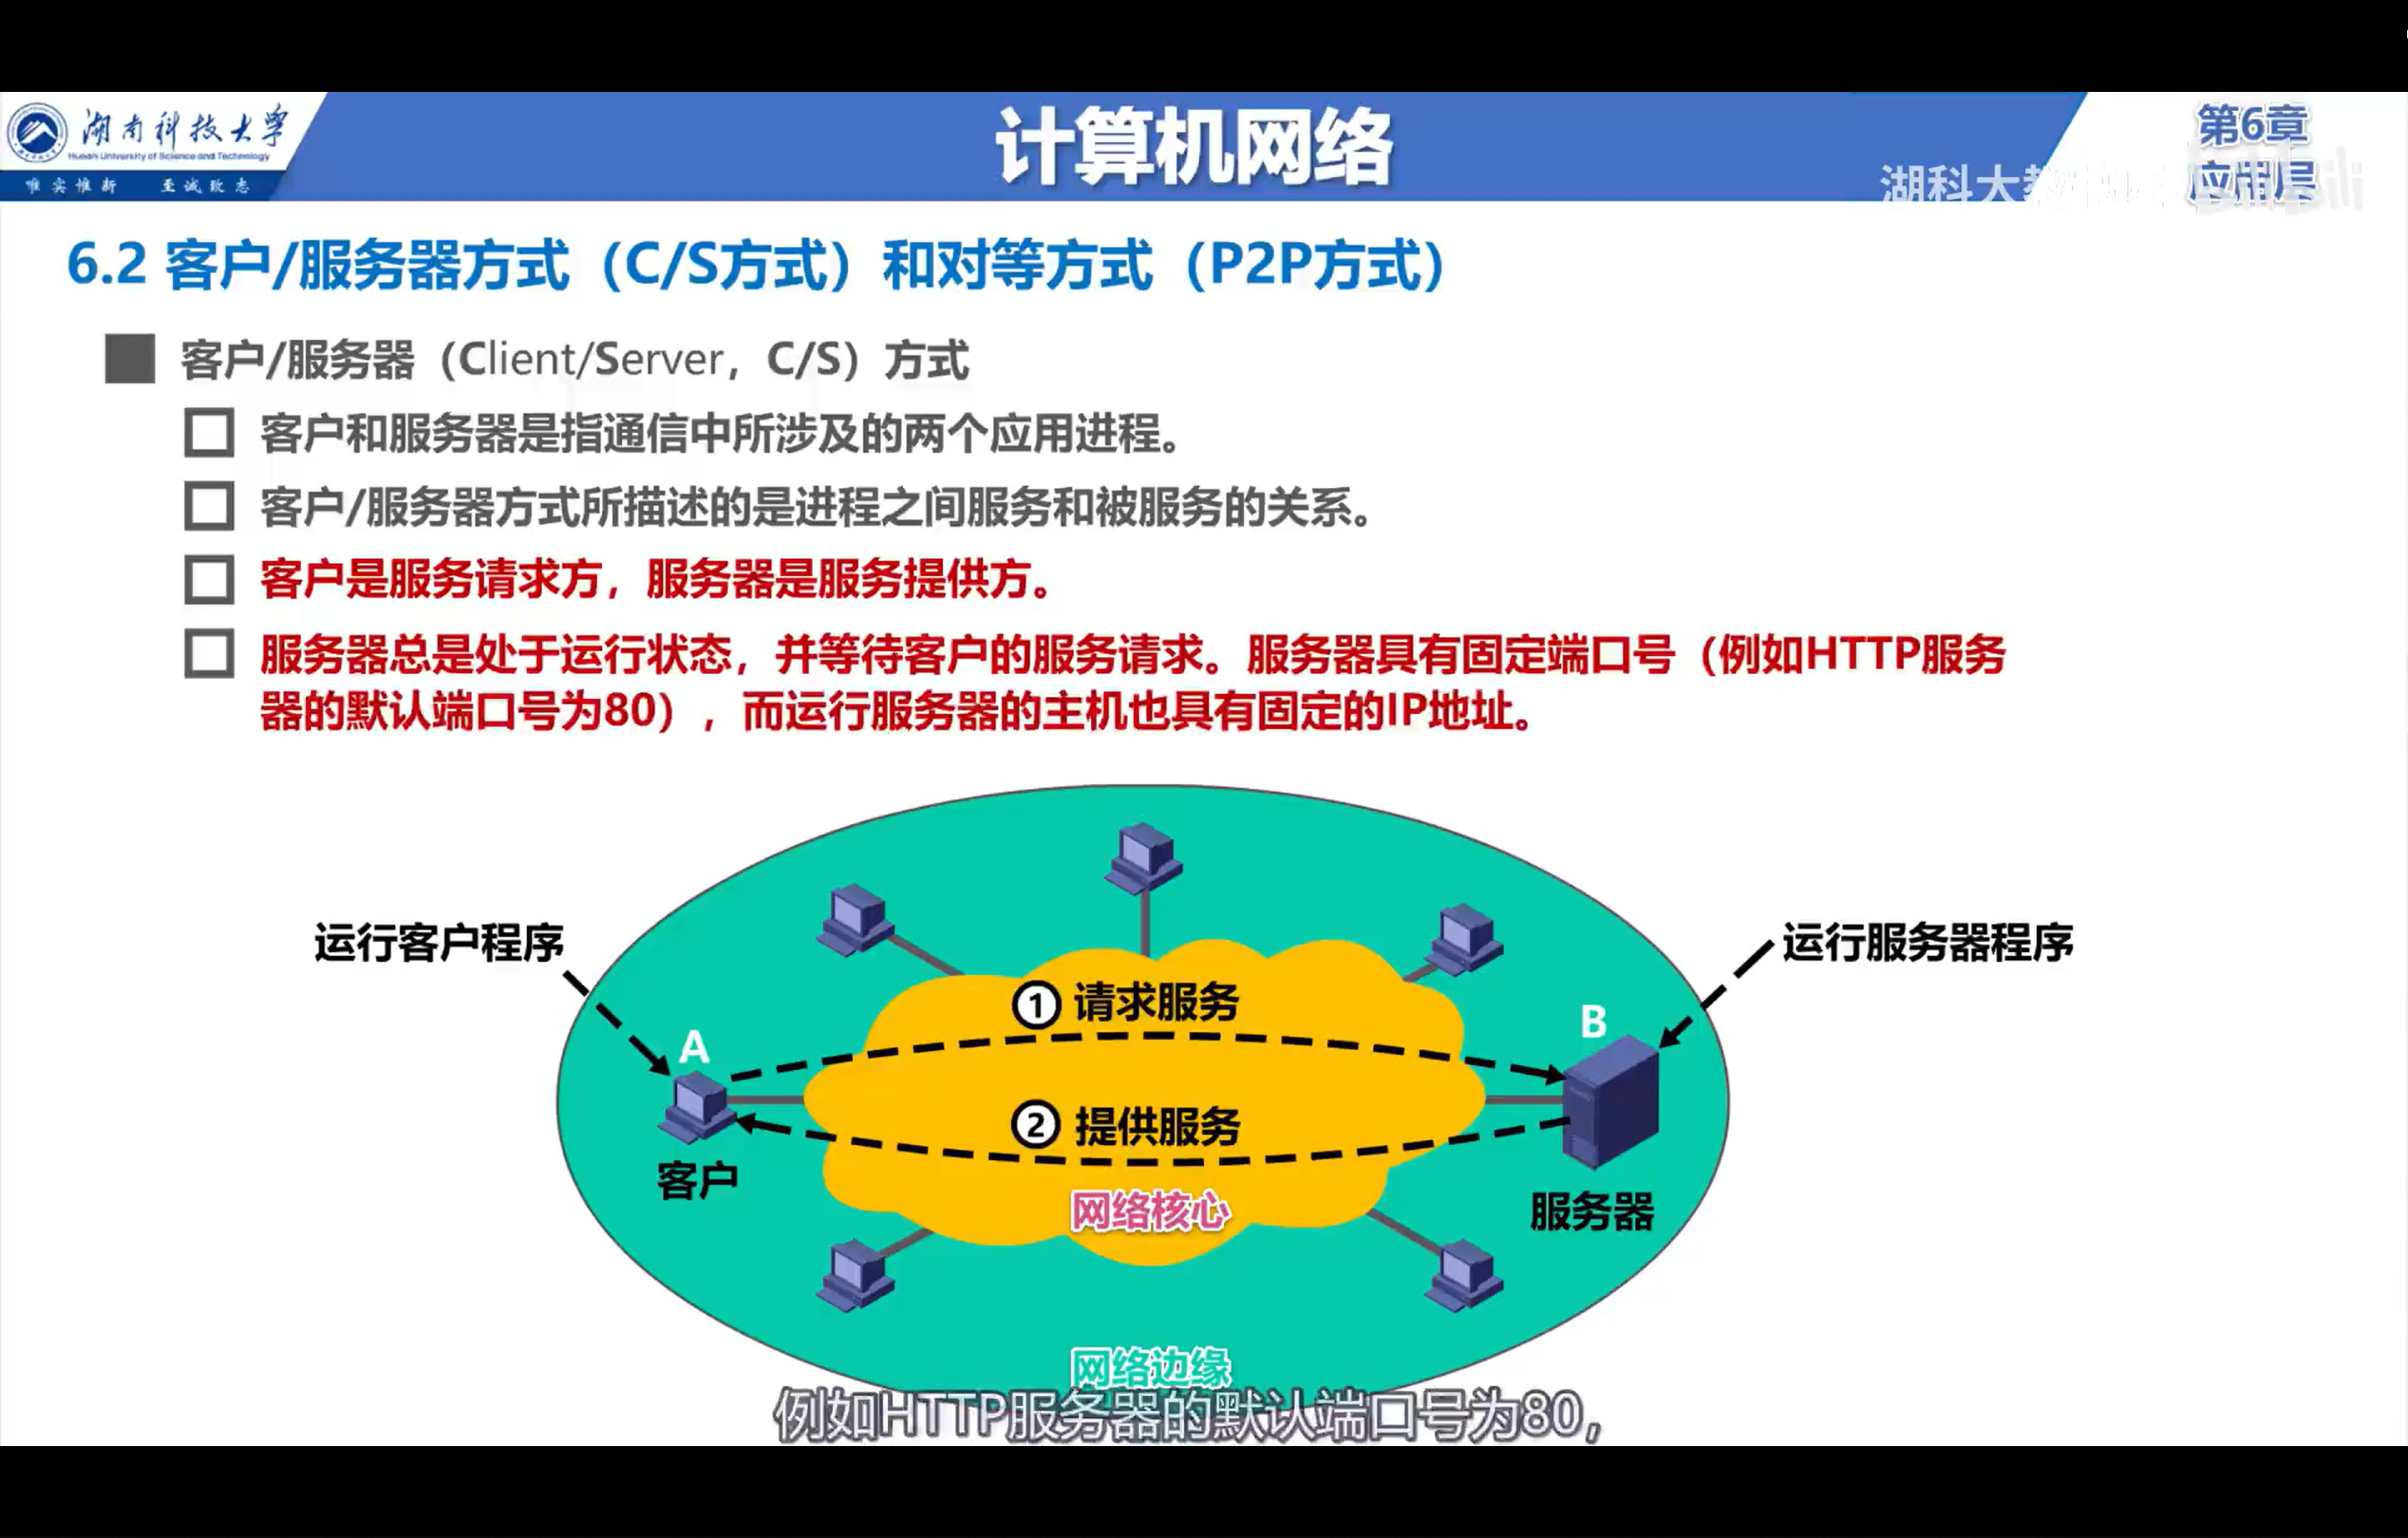 湖南科技大学
Hunan University of Science and Technology
唯实惟新 至诚致志
计算机网络
第6章
应用层
湖科大教
6.2 客户/服务器方式（C/S方式）和对等方式（P2P方式）
客户/服务器（Client/Server，C/S）方式
客户和服务器是指通信中所涉及的两个应用进程。
客户/服务器方式所描述的是进程之间服务和被服务的关系。
客户是服务请求方，服务器是服务提供方。
服务器总是处于运行状态，并等待客户的服务请求。服务器具有固定端口号（例如HTTP服务
器的默认端口号为80），而运行服务器的主机也具有固定的IP地址。
运行客户程序
运行服务器程序
① 请求服务
A
B
② 提供服务
客户
网络核心
服务器
网络边缘
例如HTTP服务器的默认端口号为80，